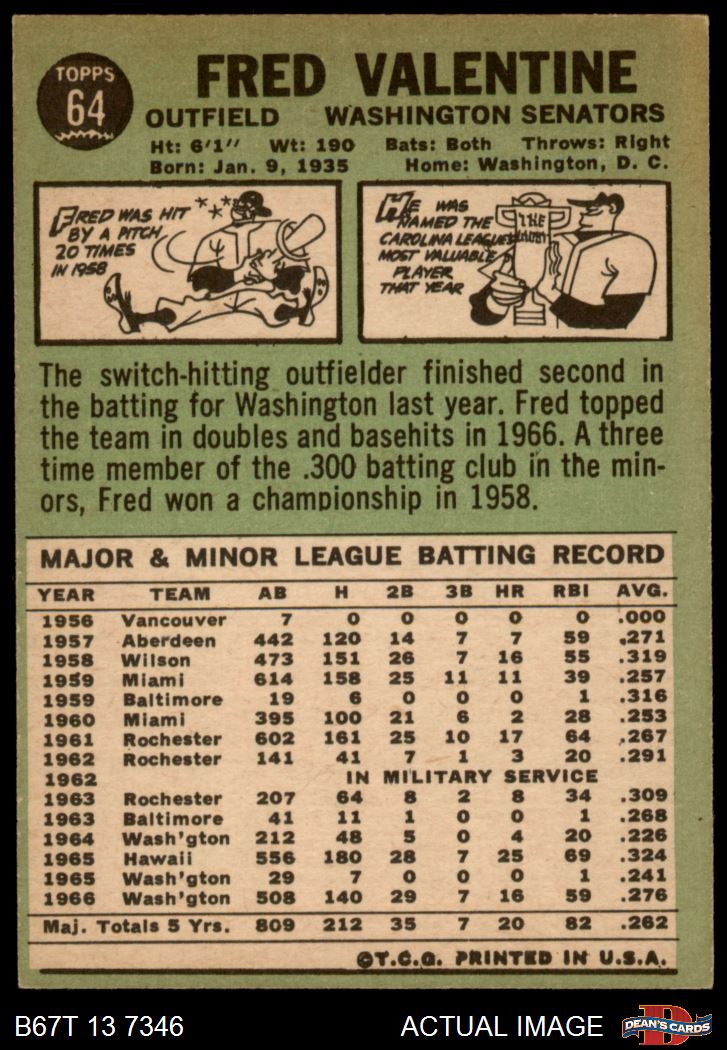 TOPPS
64
FRED VALENTINE
OUTFIELD WASHINGTON SENATORS
Ht: 6'1" Wt: 190 Bats: Both Throws: Right
Born: Jan. 9, 1935 Home: Washington, D. C.
FRED WAS HIT
BY A PITCH
20 TIMES
IN 1958
HE WAS
NAMED THE
CAROLINA LEAGUE'S
MOST VALUABLE
PLAYER
THAT YEAR
THE
The switch-hitting outfielder finished second in
the batting for Washington last year. Fred topped
the team in doubles and basehits in 1966. A three
time member of the .300 batting club in the min-
ors, Fred won a championship in 1958.
MAJOR & MINOR LEAGUE BATTING RECORD
YEAR TEAM AB H 2B 3B HR RBI AVG.
1956 Vancouver 7 0 0 0 0 0 .000
1957 Aberdeen 442 120 14 7 7 59 .271
1958 Wilson 473 151 26 7 16 55 .319
1959 Miami 614 158 25 11 11 39 .257
1959 Baltimore 19 6 0 0 0 1 .316
1960 Miami 395 100 21 6 2 28 .253
1961 Rochester 602 161 25 10 17 64 .267
1962 Rochester 141 41 7 1 3 20 .291
1962 IN MILITARY SERVICE
1963 Rochester 207 64 8 2 8 34 .309
1963 Baltimore 41 11 1 0 0 1 .268
1964 Wash'gton 212 48 5 0 4 20 .226
1965 Hawaii 556 180 28 7 25 69 .324
1965 Wash'gton 29 7 0 0 0 1 .241
1966 Wash'gton 508 140 29 7 16 59 .276
Maj. Totals 5 Yrs. 809 212 35 7 20 82 .262
©T.C.G. PRINTED IN U.S.A.
B67T 13 7346 ACTUAL IMAGE
DEAN'S CARDS